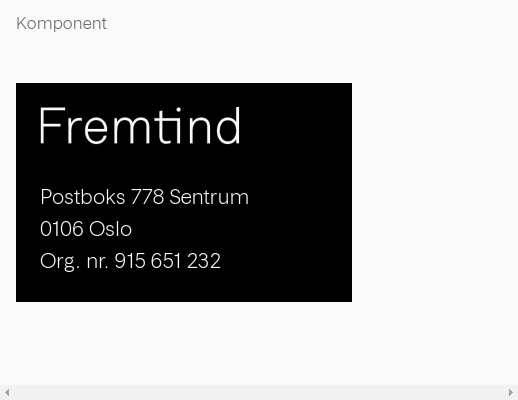 Komponent
Fremtind
Postboks 778 Sentrum
0106 Oslo
Org. nr. 915 651 232